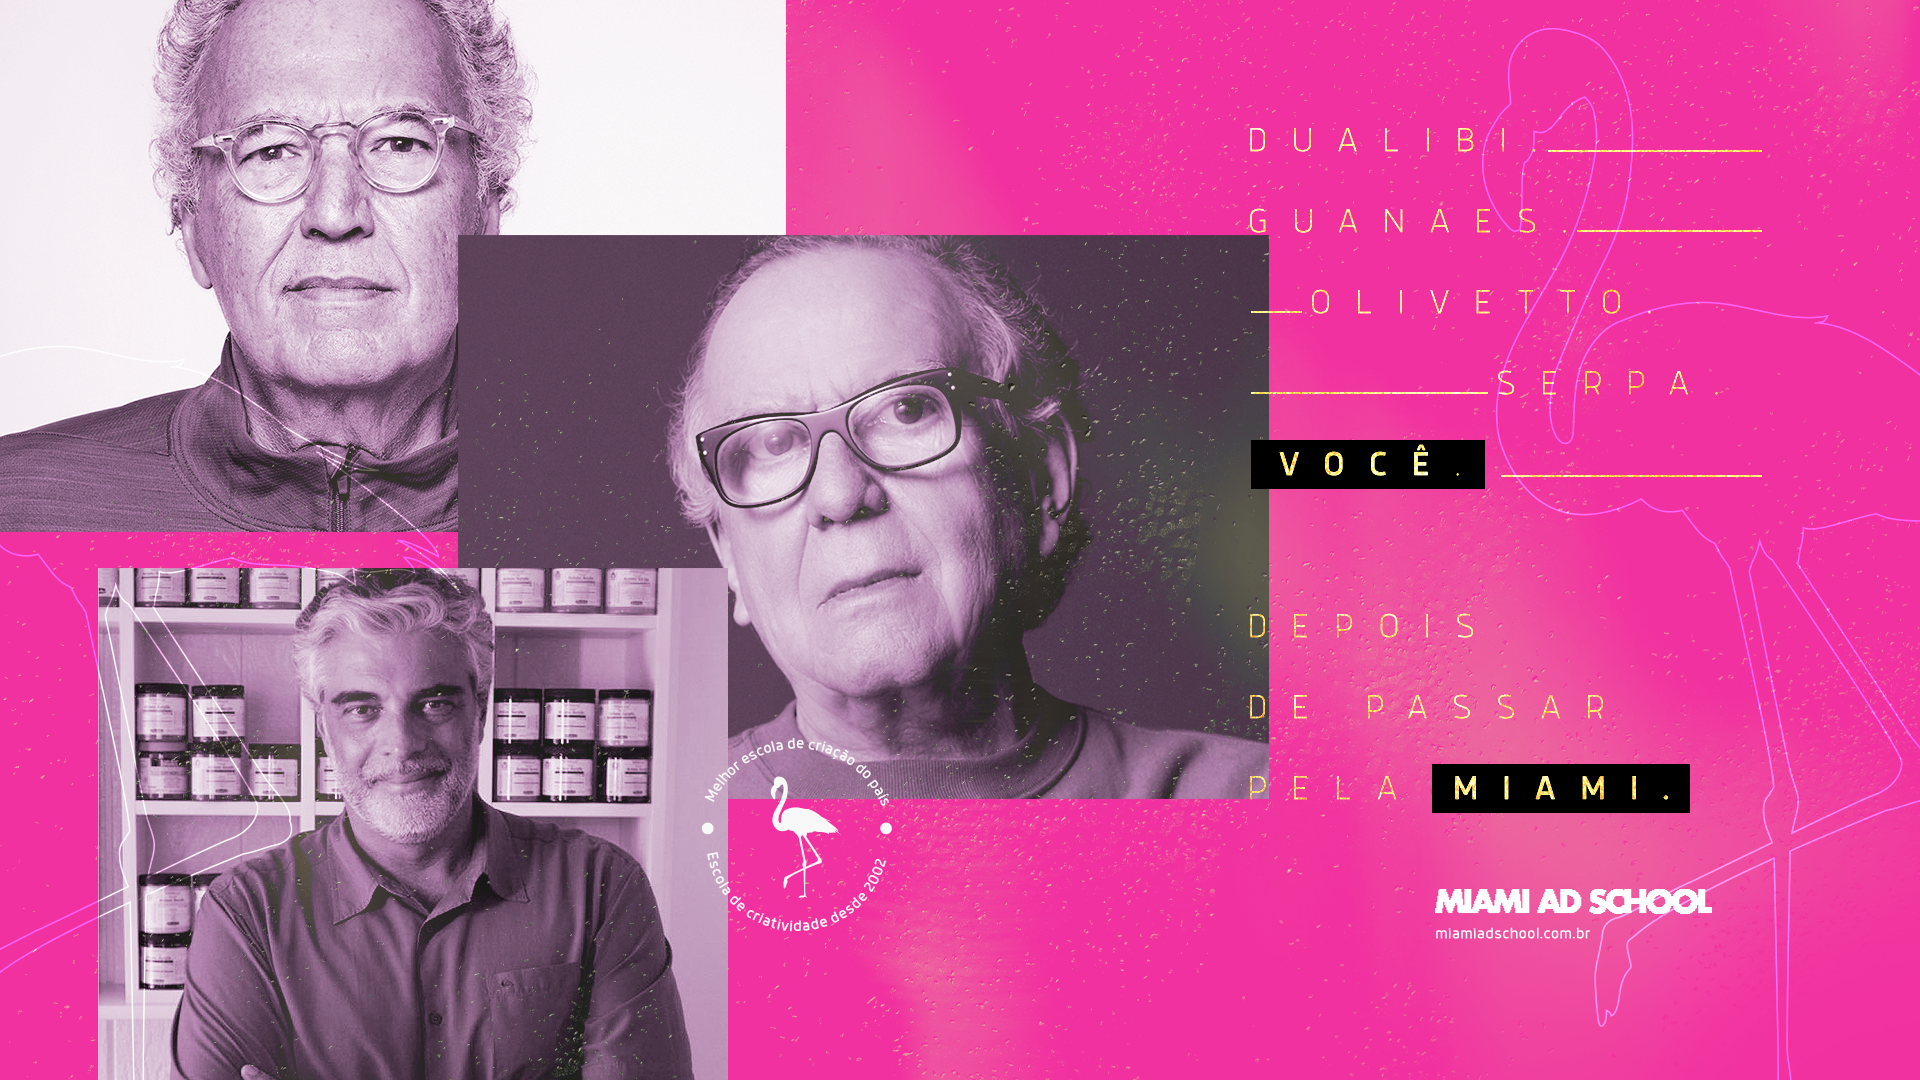 DUALIBI.
GUANAES.
OLIVETTO.
SERPA.
VOCÊ.
DEPOIS
DE PASSAR
PELA MIAMI.
Melhor escola de criação do país
Escola de criatividade desde 2002
MIAMI AD SCHOOL
miamiadschool.com.br